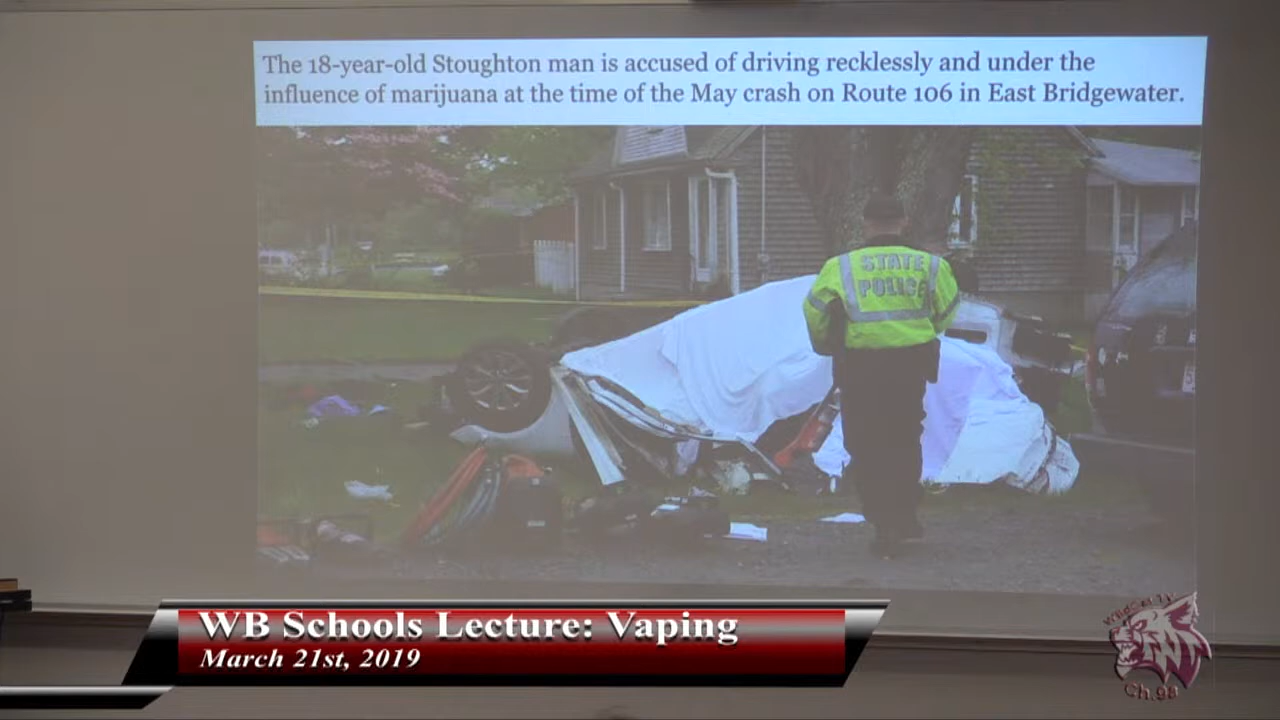 The 18-year-old Stoughton man is accused of driving recklessly and under the
influence of marijuana at the time of the May crash on Route 106 in East Bridgewater.
STATE
POLICE
WB Schools Lecture: Vaping
March 21st, 2019
Wildcat TV
Ch.98